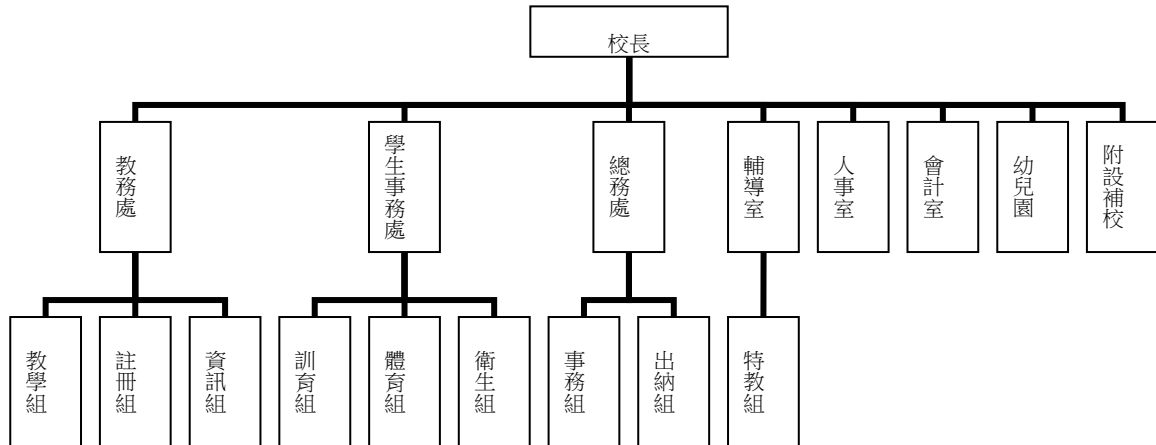 校長
教務處
學生事務處
總務處
輔導室
人事室
會計室
幼兒園
附設補校
教學組
註冊組
資訊組
訓育組
體育組
衛生組
事務組
出納組
特教組